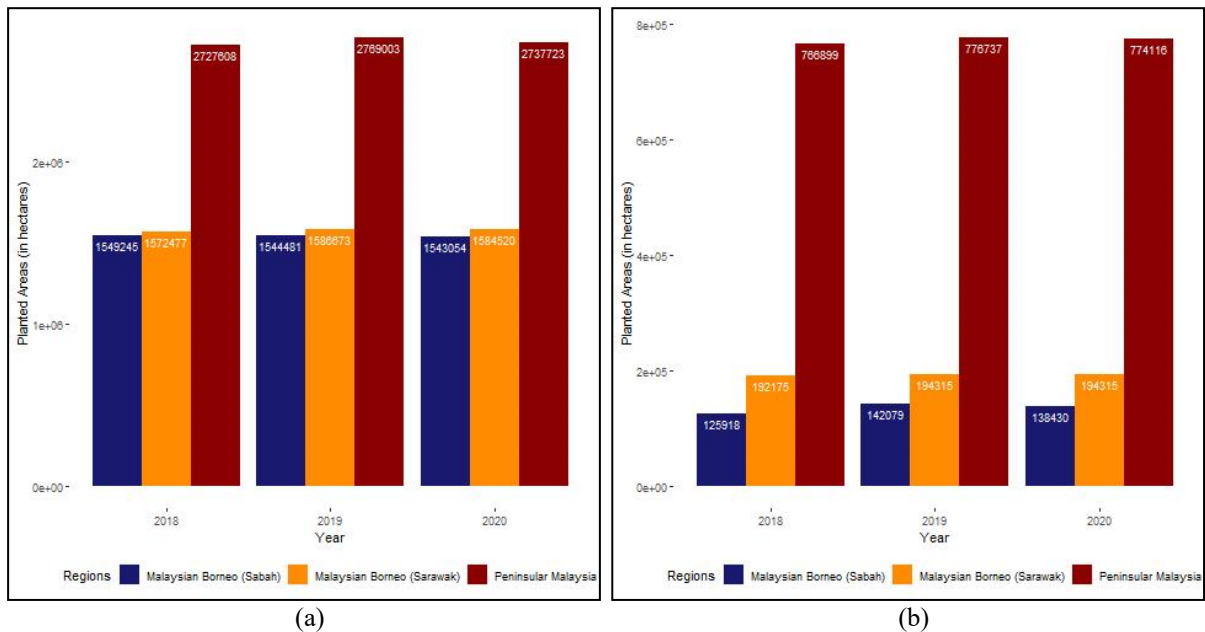 2727608
2769003
2737723
2e+06
Planted Areas (in hectares)
1549245
1572477
1544481
1586673
1543054
1584520
1e+06
0e+00
2018
2019
2020
Year
Regions Malaysian Borneo (Sabah) Malaysian Borneo (Sarawak) Peninsular Malaysia
(a)
8e+05
766899
776737
774116
6e+05
Planted Areas (in hectares)
4e+05
2e+05
125918
192175
142079
194315
138430
194315
0e+00
2018
2019
2020
Year
Regions Malaysian Borneo (Sabah) Malaysian Borneo (Sarawak) Peninsular Malaysia
(b)